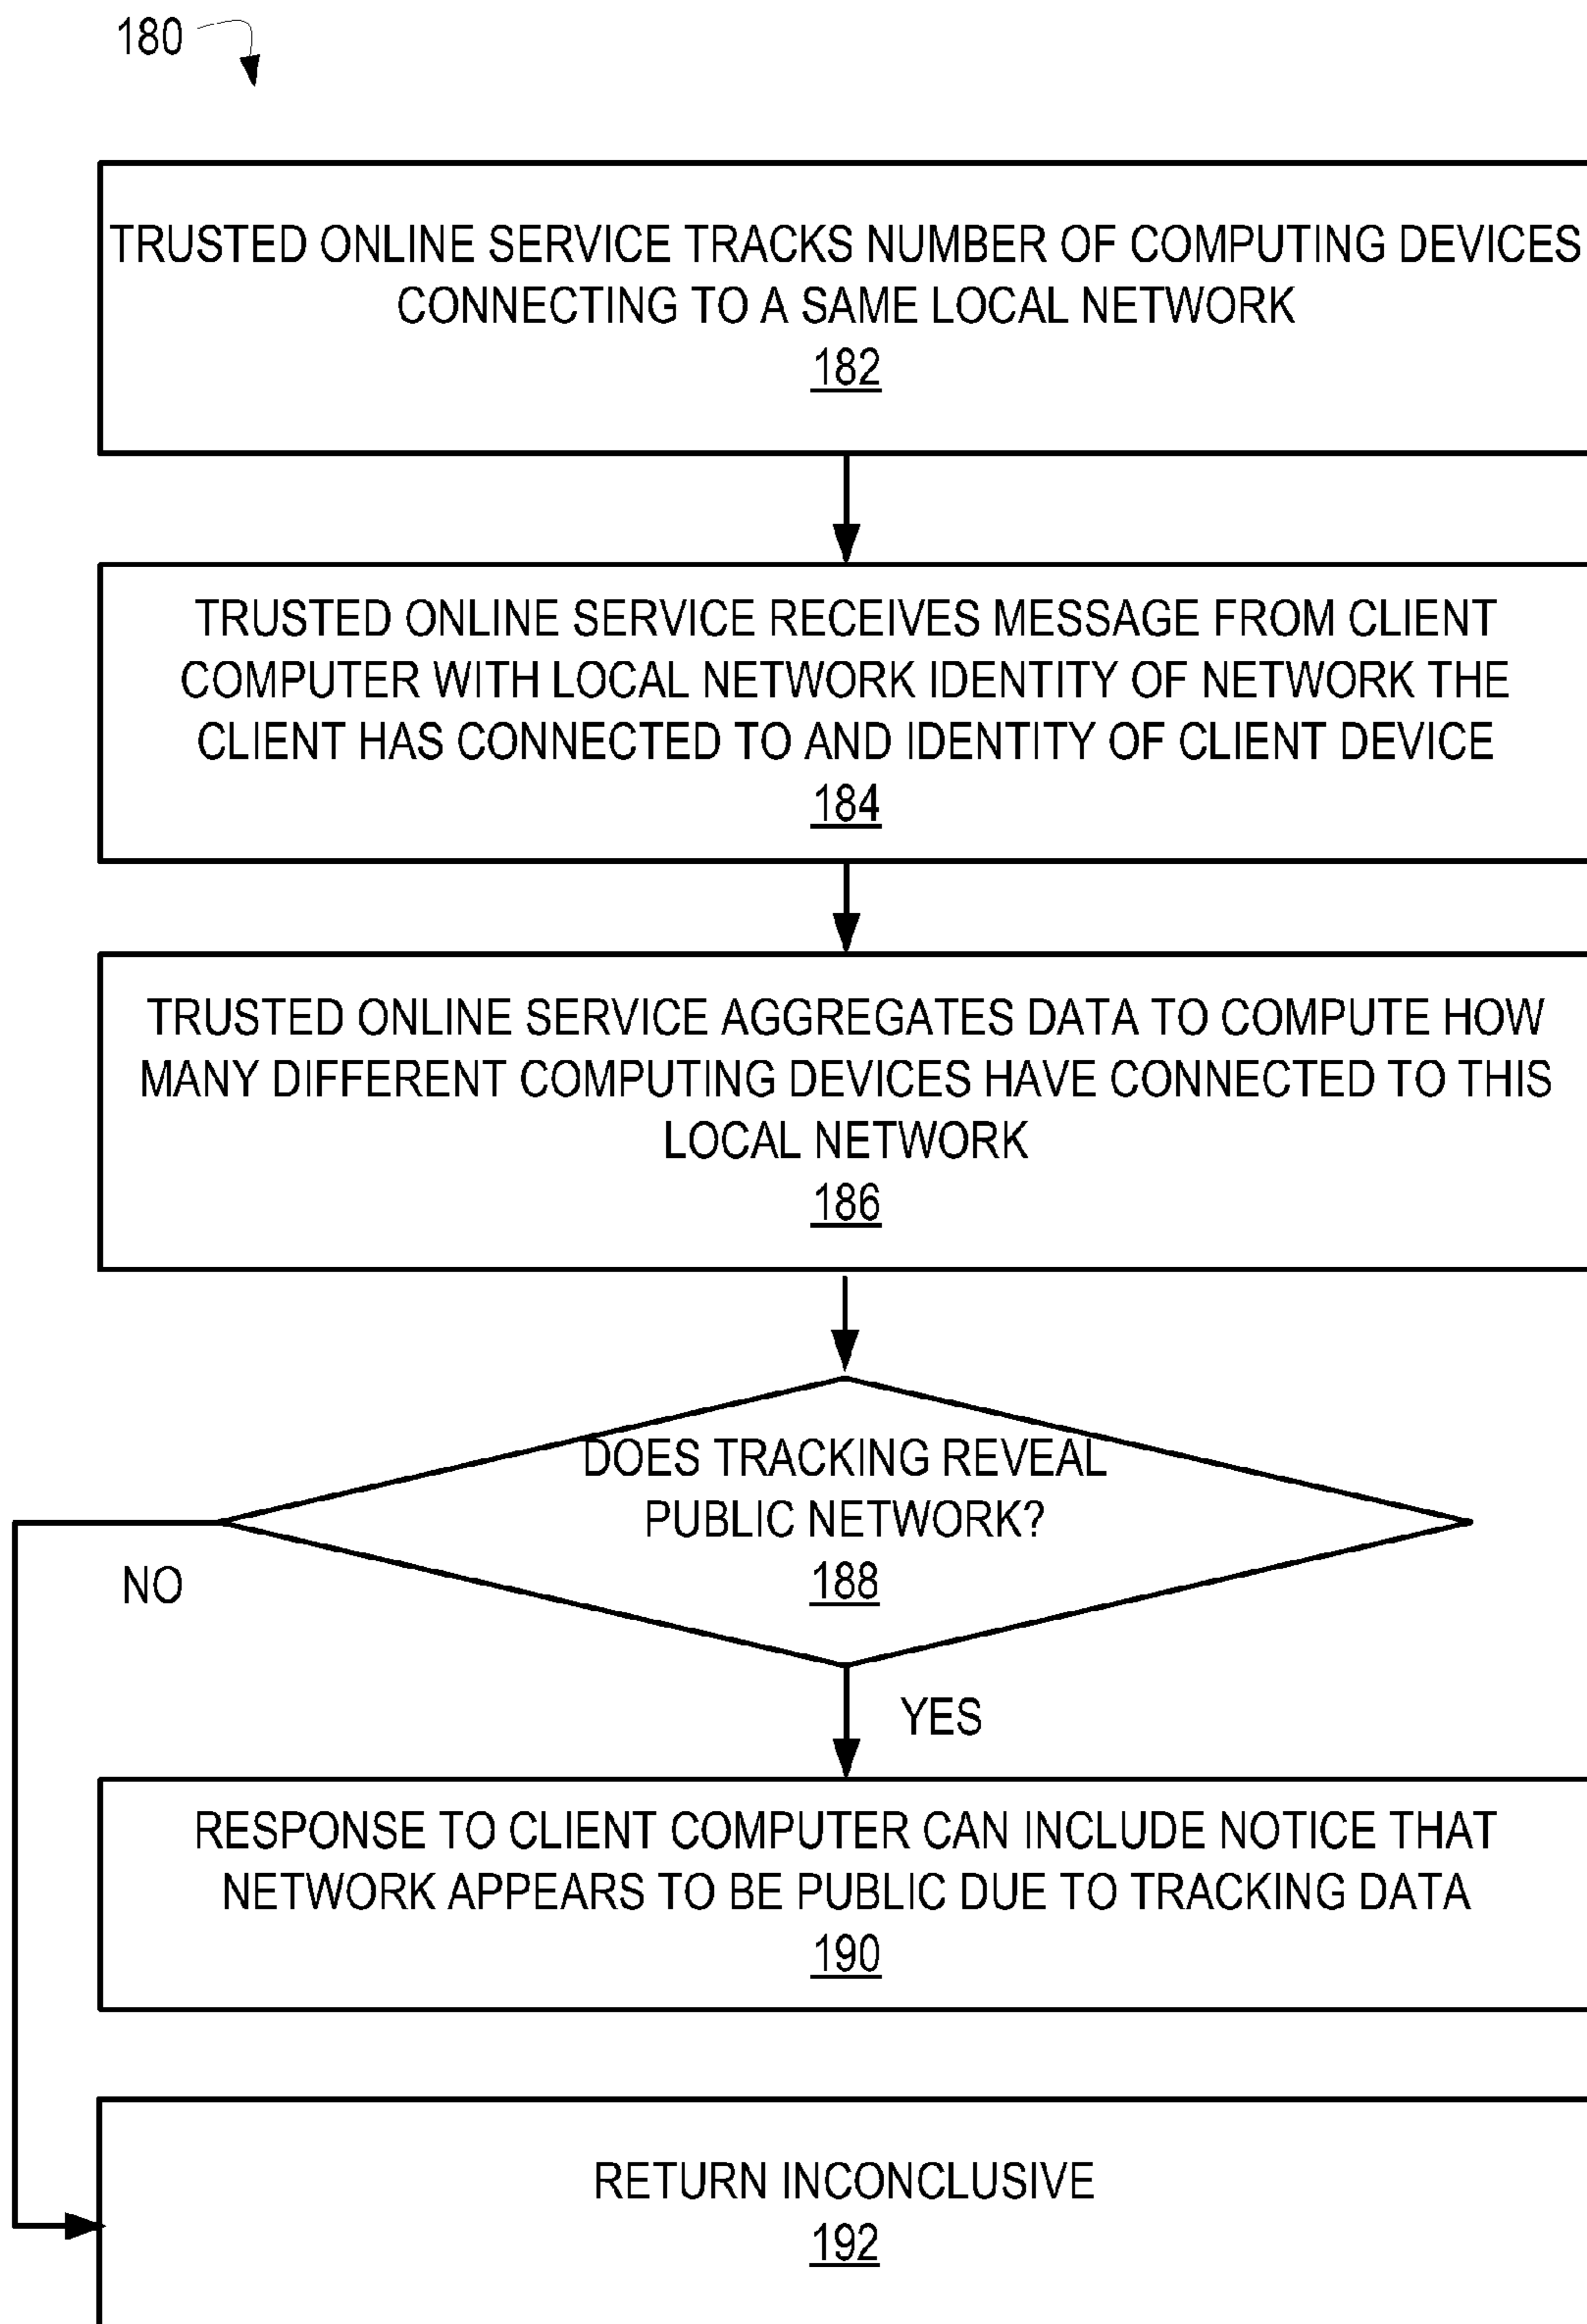 180
TRUSTED ONLINE SERVICE TRACKS NUMBER OF COMPUTING DEVICES
CONNECTING TO A SAME LOCAL NETWORK
182
TRUSTED ONLINE SERVICE RECEIVES MESSAGE FROM CLIENT
COMPUTER WITH LOCAL NETWORK IDENTITY OF NETWORK THE
CLIENT HAS CONNECTED TO AND IDENTITY OF CLIENT DEVICE
184
TRUSTED ONLINE SERVICE AGGREGATES DATA TO COMPUTE HOW
MANY DIFFERENT COMPUTING DEVICES HAVE CONNECTED TO THIS
LOCAL NETWORK
186
DOES TRACKING REVEAL
PUBLIC NETWORK?
188
NO
YES
RESPONSE TO CLIENT COMPUTER CAN INCLUDE NOTICE THAT
NETWORK APPEARS TO BE PUBLIC DUE TO TRACKING DATA
190
RETURN INCONCLUSIVE
192